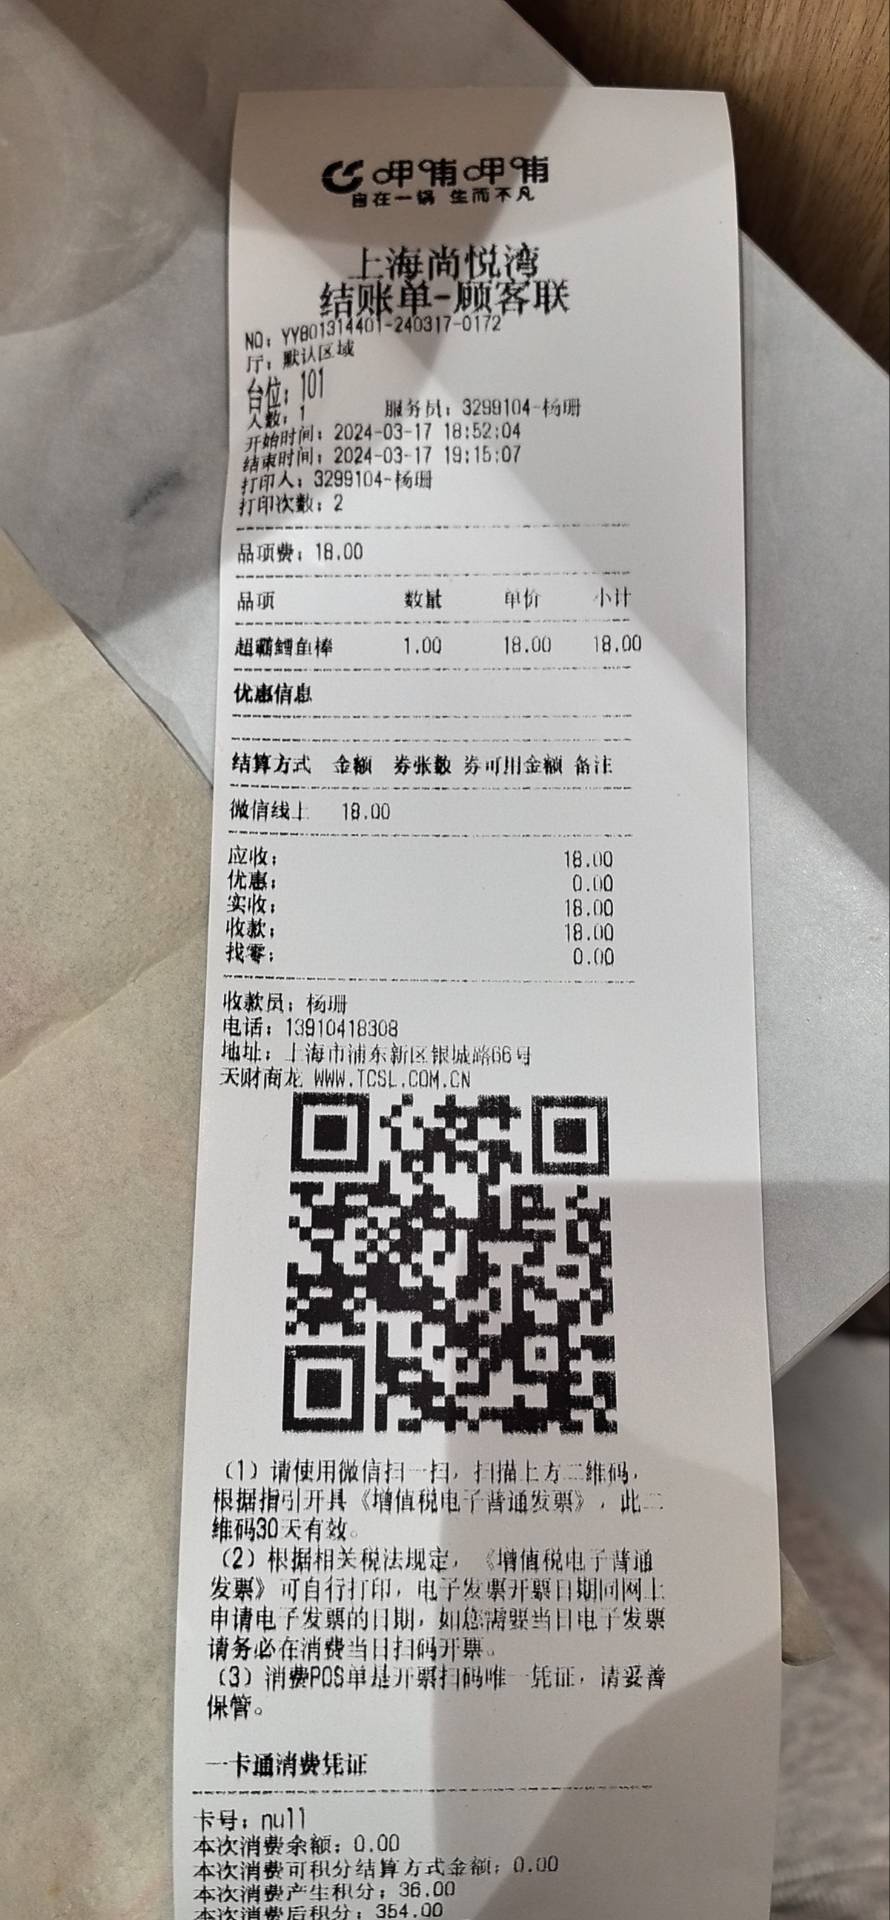 呷哺呷哺
自在一锅 生而不凡
上海尚悦湾
结账单-顾客联
NO: YYB01314401-240317-0172
厅: 默认区域
台位: 101
人数: 1 服务员: 3299104-杨珊
开始时间: 2024-03-17 18:52:04
结束时间: 2024-03-17 19:15:07
打印人: 3299104-杨珊
打印次数: 2
品项费: 18.00
品项 数量 单价 小计
超霸鳕鱼棒 1.00 18.00 18.00
优惠信息
结算方式 金额 券张数 券可用金额 备注
微信线上 18.00
应收: 18.00
优惠: 0.00
实收: 18.00
收款: 18.00
找零: 0.00
收款员: 杨珊
电话: 13910418308
地址: 上海市浦东新区银城路66号
天财商龙 WWW.TCSL.COM.CN
(1) 请使用微信扫一扫，扫描上方二维码，
根据指引开具《增值税电子普通发票》，此二
维码30天有效。
(2) 根据相关税法规定，《增值税电子普通
发票》可自行打印，电子发票开票日期同网上
申请电子发票的日期，如您需要当日电子发票
请务必在消费当日扫码开票。
(3) 消费POS单是开票扫码唯一凭证，请妥善
保管。
一卡通消费凭证
卡号: null
本次消费余额: 0.00
本次消费可积分结算方式金额: 0.00
本次消费产生积分: 36.00
本次消费后积分: 354.00